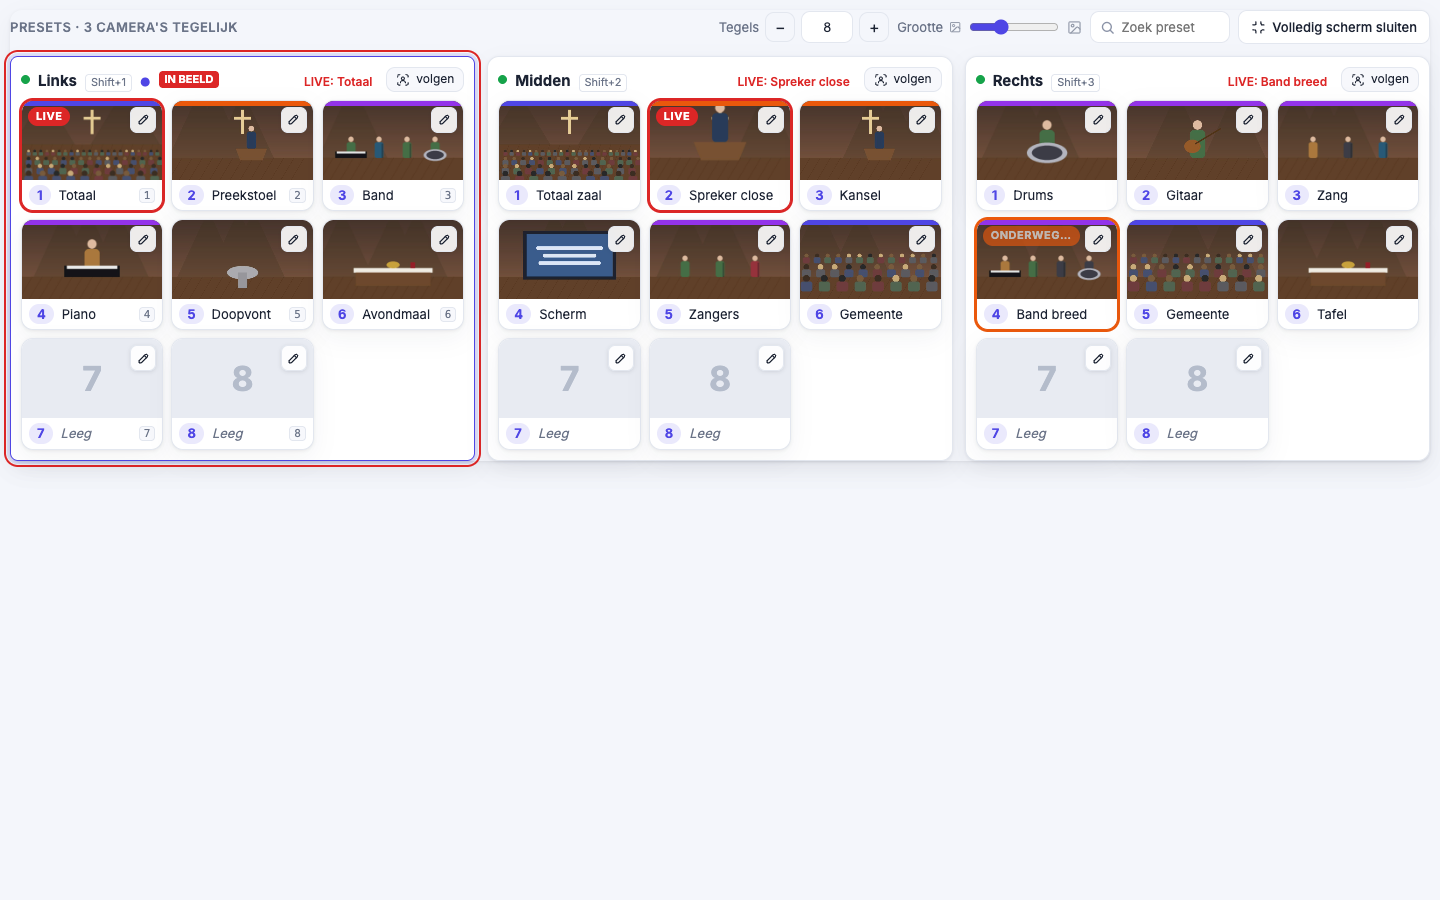 PRESETS · 3 CAMERA'S TEGELIJK
Tegels − 8 + Grootte Zoek preset Volledig scherm sluiten
Links Shift+1 IN BEELD LIVE: Totaal volgen
LIVE
1 Totaal 1
2 Preekstoel 2
3 Band 3
4 Piano 4
5 Doopvont 5
6 Avondmaal 6
7
7 Leeg 7
8
8 Leeg 8
Midden Shift+2 LIVE: Spreker close volgen
1 Totaal zaal
LIVE
2 Spreker close
3 Kansel
4 Scherm
5 Zangers
6 Gemeente
7
7 Leeg
8
8 Leeg
Rechts Shift+3 LIVE: Band breed volgen
1 Drums
2 Gitaar
3 Zang
ONDERWEG...
4 Band breed
5 Gemeente
6 Tafel
7
7 Leeg
8
8 Leeg